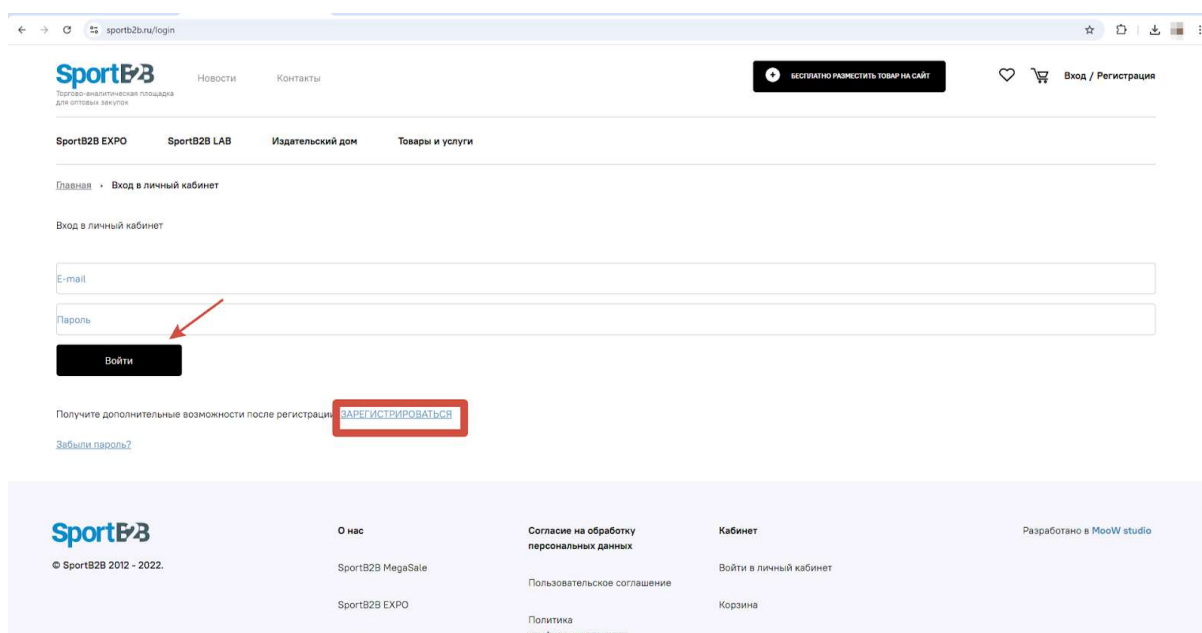 sportb2b.ru/login
SportB2B
Торгово-аналитическая площадка
для оптовых закупок
Новости
Контакты
БЕСПЛАТНО РАЗМЕСТИТЬ ТОВАР НА САЙТ
Вход / Регистрация
SportB2B EXPO
SportB2B LAB
Издательский дом
Товары и услуги
Главная › Вход в личный кабинет
Вход в личный кабинет
E-mail
Пароль
Войти
Получите дополнительные возможности после регистрации ЗАРЕГИСТРИРОВАТЬСЯ
Забыли пароль?
SportB2B
© SportB2B 2012 - 2022.
О нас
SportB2B MegaSale
SportB2B EXPO
Согласие на обработку
персональных данных
Пользовательское соглашение
Политика
Кабинет
Войти в личный кабинет
Корзина
Разработано в MooW studio